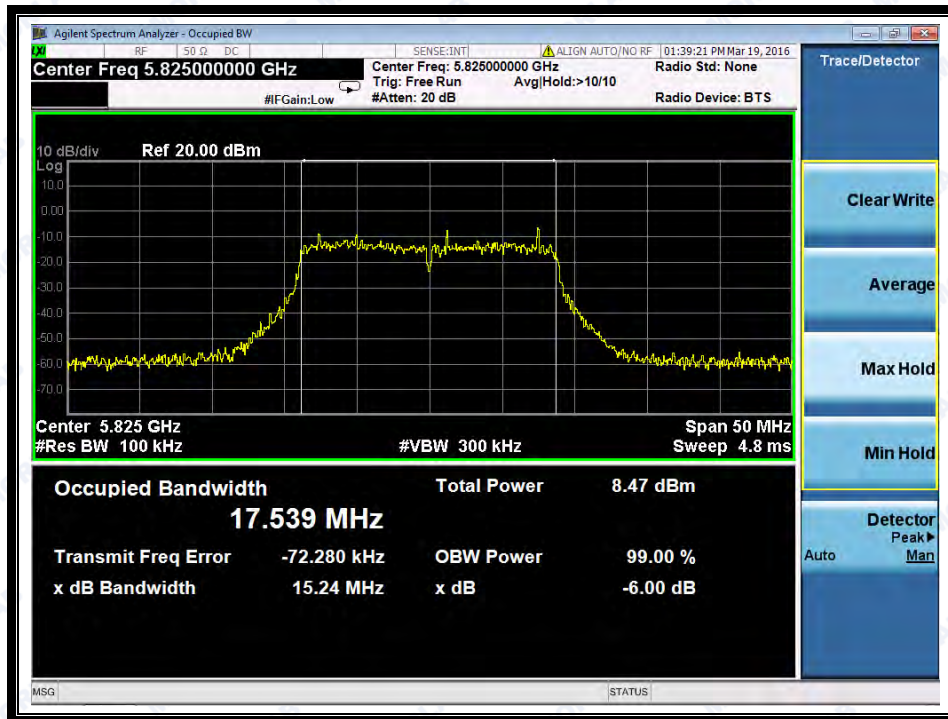 Agilent Spectrum Analyzer - Occupied BW
LXI RF 50 Ω DC SENSE:INT ALIGN AUTO/NO RF 01:39:21 PM Mar 19, 2016
Center Freq 5.825000000 GHz
Center Freq: 5.825000000 GHz
Radio Std: None
Trig: Free Run Avg|Hold:>10/10
#IFGain:Low
#Atten: 20 dB
Radio Device: BTS
Trace/Detector
10 dB/div Ref 20.00 dBm
Log
10.0
0.00
-10.0
-20.0
-30.0
-40.0
-50.0
-60.0
-70.0
Center 5.825 GHz
Span 50 MHz
#Res BW 100 kHz
#VBW 300 kHz
Sweep 4.8 ms
Occupied Bandwidth
17.539 MHz
Total Power 8.47 dBm
Transmit Freq Error -72.280 kHz
OBW Power 99.00 %
x dB Bandwidth 15.24 MHz
x dB -6.00 dB
Clear Write
Average
Max Hold
Min Hold
Detector
Peak▶
Auto Man
MSG
STATUS